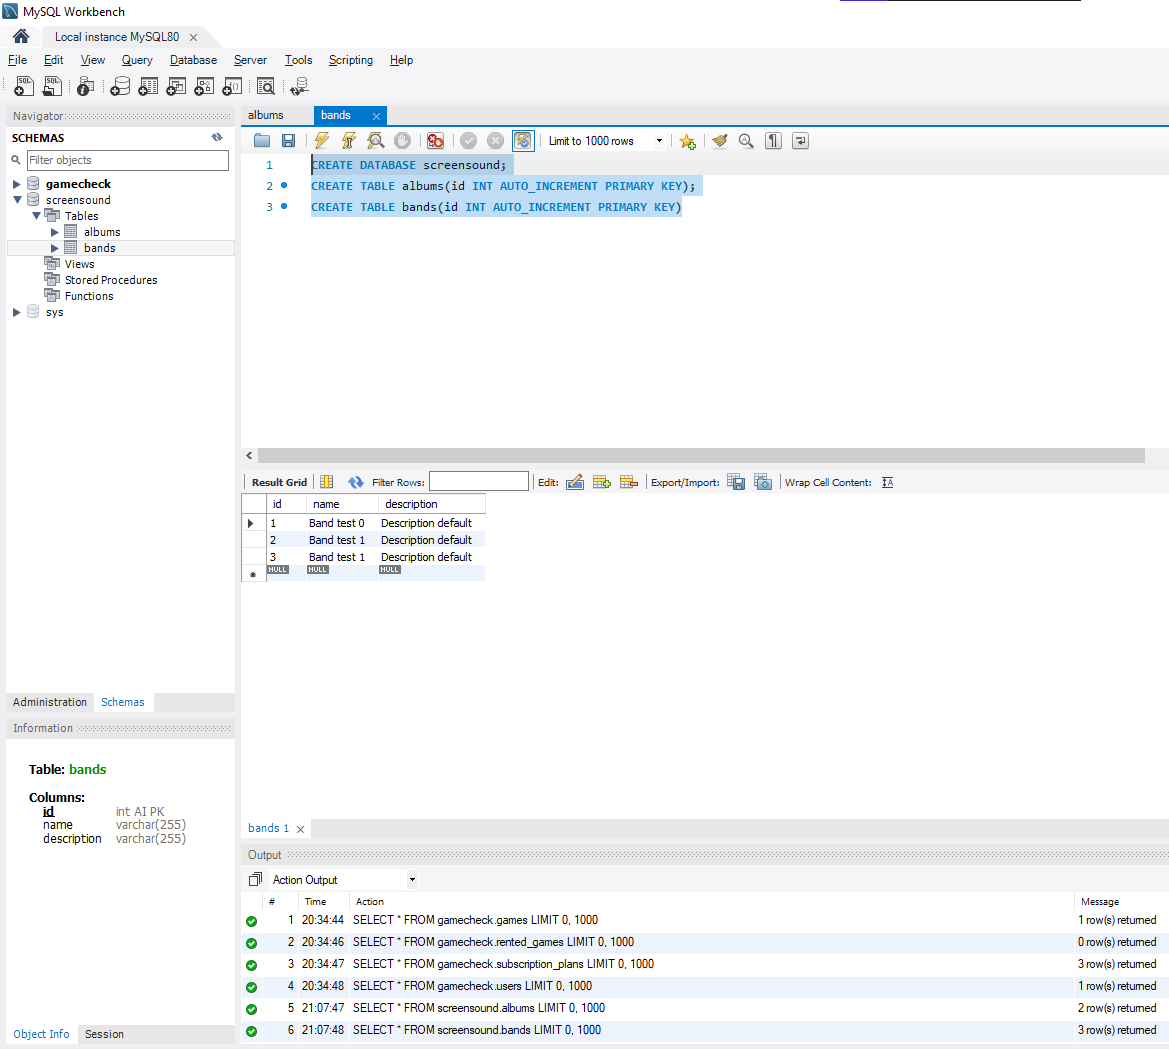 MySQL Workbench
Local instance MySQL80
File Edit View Query Database Server Tools Scripting Help
Navigator
SCHEMAS
Filter objects
gamecheck
screensound
Tables
albums
bands
Views
Stored Procedures
Functions
sys
Administration Schemas
Information
Table: bands
Columns:
id int AI PK
name varchar(255)
description varchar(255)
Object Info Session
albums bands
Limit to 1000 rows
1 CREATE DATABASE screensound;
2 CREATE TABLE albums(id INT AUTO_INCREMENT PRIMARY KEY);
3 CREATE TABLE bands(id INT AUTO_INCREMENT PRIMARY KEY)
Result Grid Filter Rows: Edit: Export/Import: Wrap Cell Content:
id name description
1 Band test 0 Description default
2 Band test 1 Description default
3 Band test 1 Description default
NULL NULL NULL
bands 1
Output
Action Output
# Time Action Message
1 20:34:44 SELECT * FROM gamecheck.games LIMIT 0, 1000 1 row(s) returned
2 20:34:46 SELECT * FROM gamecheck.rented_games LIMIT 0, 1000 0 row(s) returned
3 20:34:47 SELECT * FROM gamecheck.subscription_plans LIMIT 0, 1000 3 row(s) returned
4 20:34:48 SELECT * FROM gamecheck.users LIMIT 0, 1000 1 row(s) returned
5 21:07:47 SELECT * FROM screensound.albums LIMIT 0, 1000 2 row(s) returned
6 21:07:48 SELECT * FROM screensound.bands LIMIT 0, 1000 3 row(s) returned